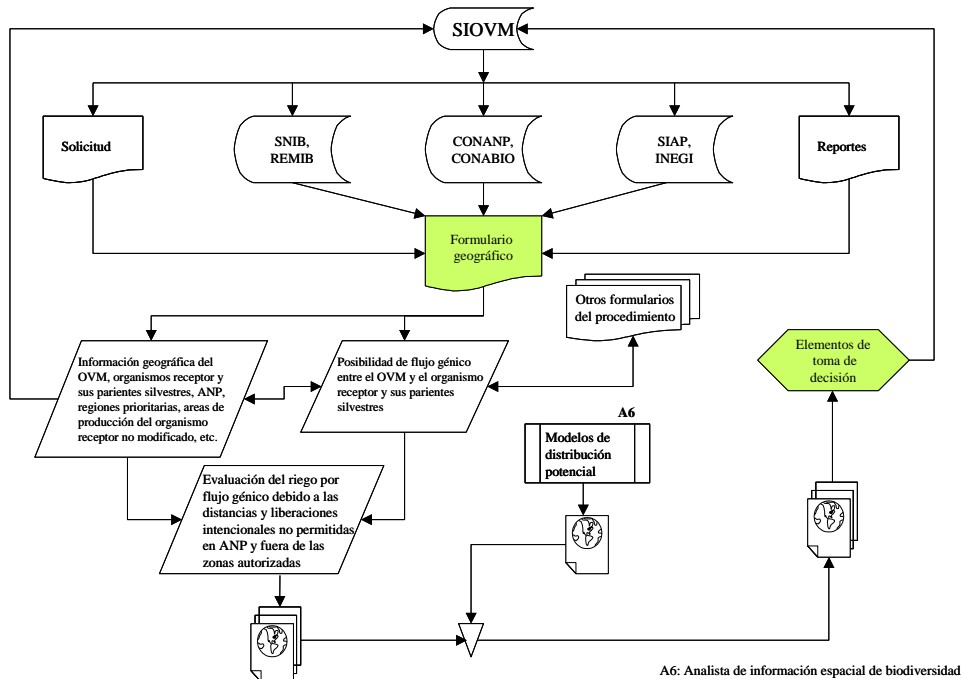 SIOVM
Solicitud
SNIB,
REMIB
CONANP,
CONABIO
SIAP,
INEGI
Reportes
Formulario
geográfico
Otros formularios
del procedimiento
Información geográfica del
OVM, organismos receptor y
sus parientes silvestres, ANP,
regiones prioritarias, areas de
producción del organismo
receptor no modificado, etc.
Posibilidad de flujo génico
entre el OVM y el organismo
receptor y sus parientes
silvestres
Elementos de
toma de
decisión
A6
Modelos de
distribución
potencial
Evaluación del riego por
flujo génico debido a las
distancias y liberaciones
intencionales no permitidas
en ANP y fuera de las
zonas autorizadas
A6: Analista de información espacial de biodiversidad